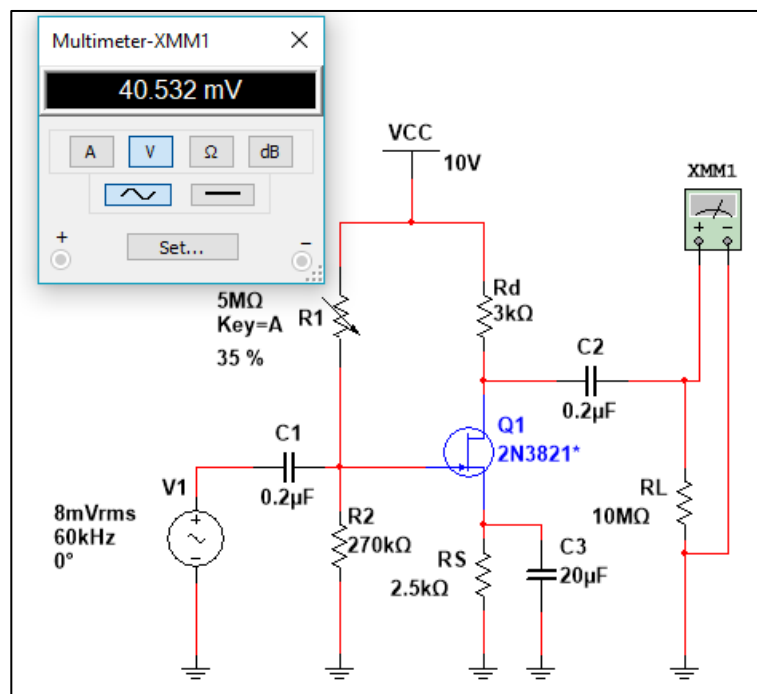 Multimeter-XMM1
40.532 mV
A
V
Ω
dB
+
Set...
−
VCC
10V
XMM1
+ −
5MΩ
Key=A
35 %
R1
Rd
3kΩ
C2
0.2µF
C1
0.2µF
Q1
2N3821*
V1
8mVrms
60kHz
0°
R2
270kΩ
RS
2.5kΩ
C3
20µF
RL
10MΩ